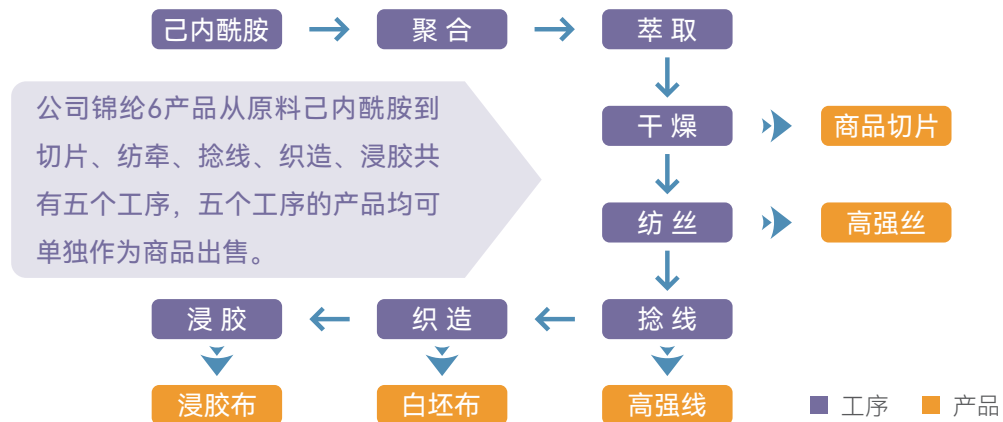 己内酰胺
聚合
萃取
公司锦纶6产品从原料己内酰胺到
切片、纺牵、捻线、织造、浸胶共
有五个工序，五个工序的产品均可
单独作为商品出售。
干燥
商品切片
纺丝
高强丝
浸胶
织造
捻线
浸胶布
白坯布
高强线
工序
产品